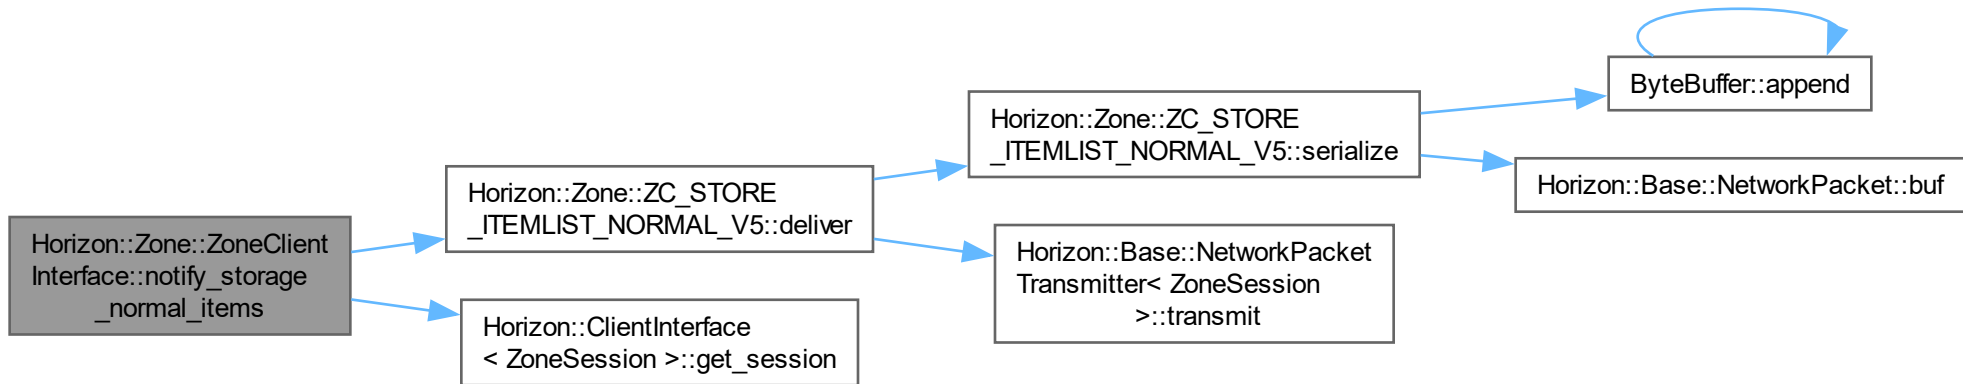 Horizon::Zone::ZoneClient
Interface::notify_storage
_normal_items
Horizon::Zone::ZC_STORE
_ITEMLIST_NORMAL_V5::deliver
Horizon::ClientInterface
< ZoneSession >::get_session
Horizon::Zone::ZC_STORE
_ITEMLIST_NORMAL_V5::serialize
Horizon::Base::NetworkPacket
Transmitter< ZoneSession
>::transmit
ByteBuffer::append
Horizon::Base::NetworkPacket::buf